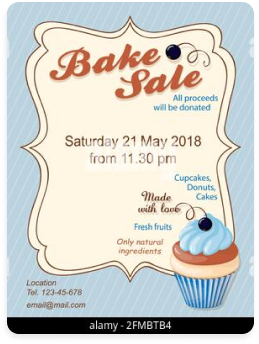 Bake
Sale
All proceeds
will be donated
Saturday 21 May 2018
from 11.30 pm
Cupcakes,
Donuts,
Cakes
Made
with love
Fresh fruits
Only natural
ingredients
Location
Tel. 123-45-678
email@mail.com
alamy - 2FMBTB4